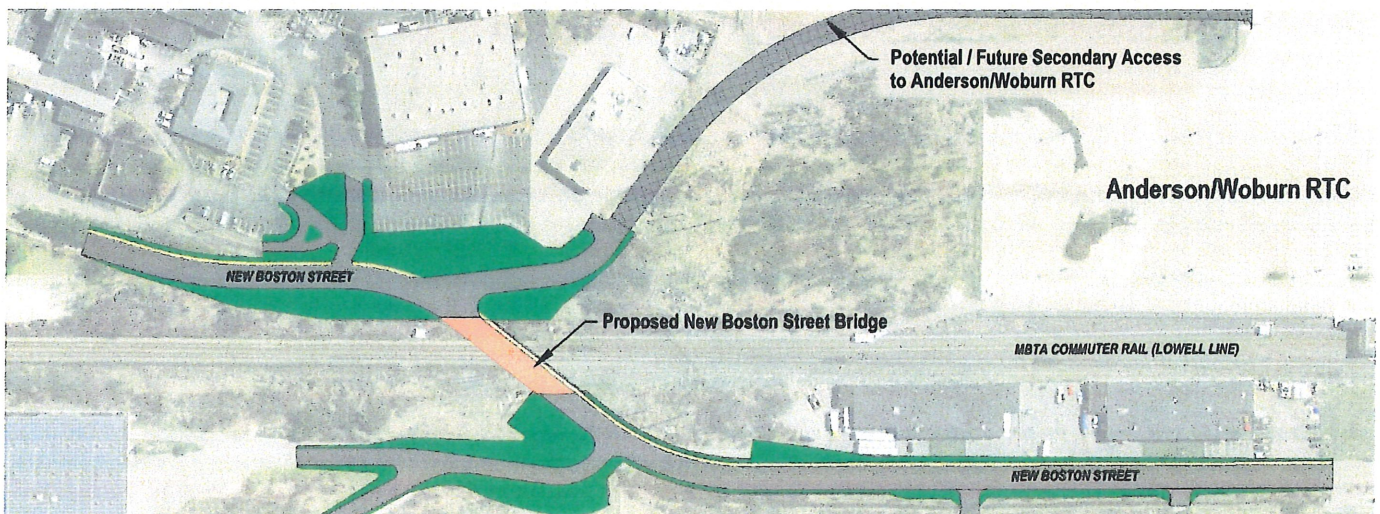 Potential / Future Secondary Access
to Anderson/Woburn RTC
Anderson/Woburn RTC
NEW BOSTON STREET
Proposed New Boston Street Bridge
MBTA COMMUTER RAIL (LOWELL LINE)
NEW BOSTON STREET